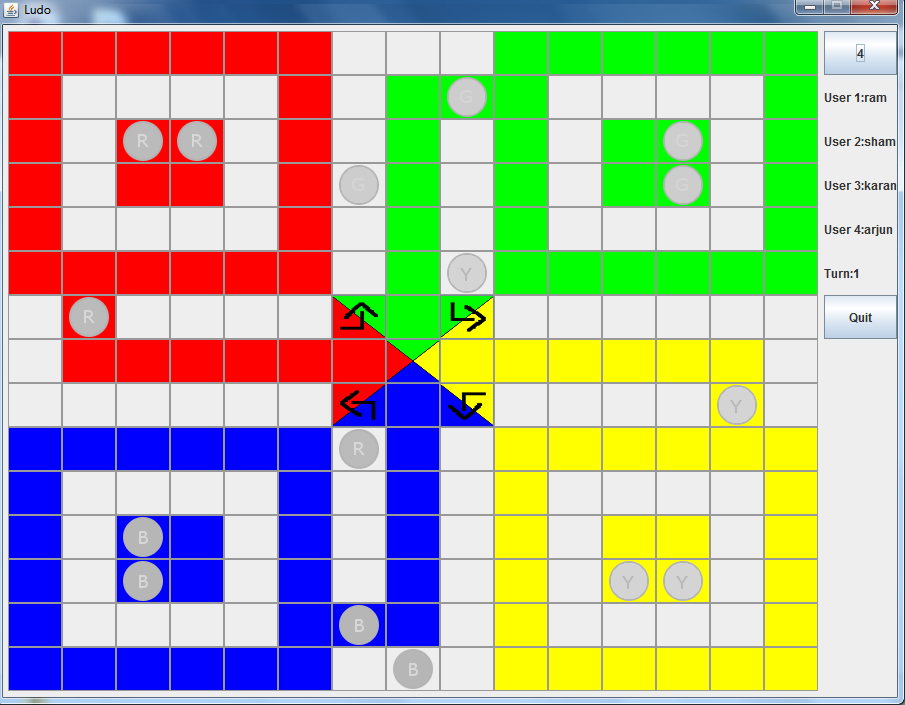 Ludo
4
G
User 1:ram
R R G
User 2:sham
G G
User 3:karan
User 4:arjun
Y
Turn:1
R
Quit
Y
R
B
B Y Y
B
B